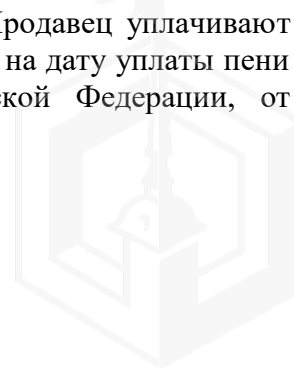 Продавец уплачивают
на дату уплаты пени
ской Федерации, от